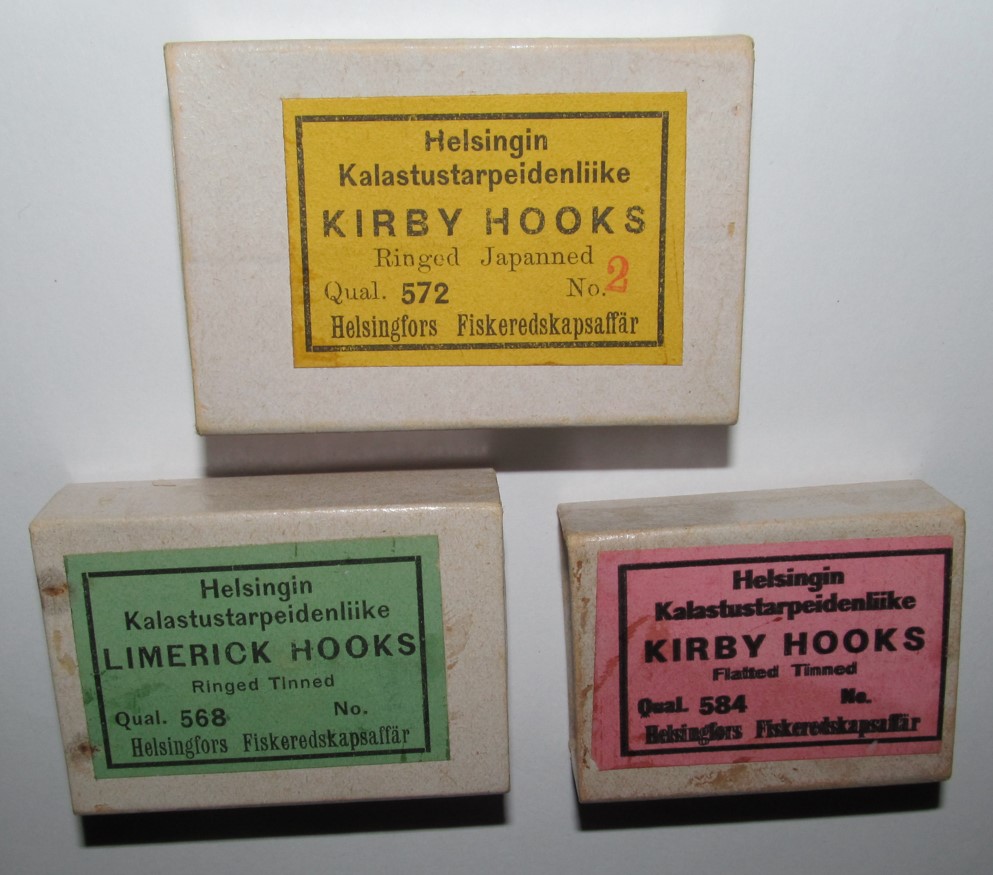 Helsingin
Kalastustarpeidenliike
KIRBY HOOKS
Ringed Japanned
Qual. 572 No. 2
Helsingfors Fiskeredskapsaffär
Helsingin
Kalastustarpeidenliike
LIMERICK HOOKS
Ringed Tinned
Qual. 568 No.
Helsingfors Fiskeredskapsaffär
Helsingin
Kalastustarpeidenliike
KIRBY HOOKS
Flatted Tinned
Qual. 584 No.
Helsingfors Fiskeredskapsaffär